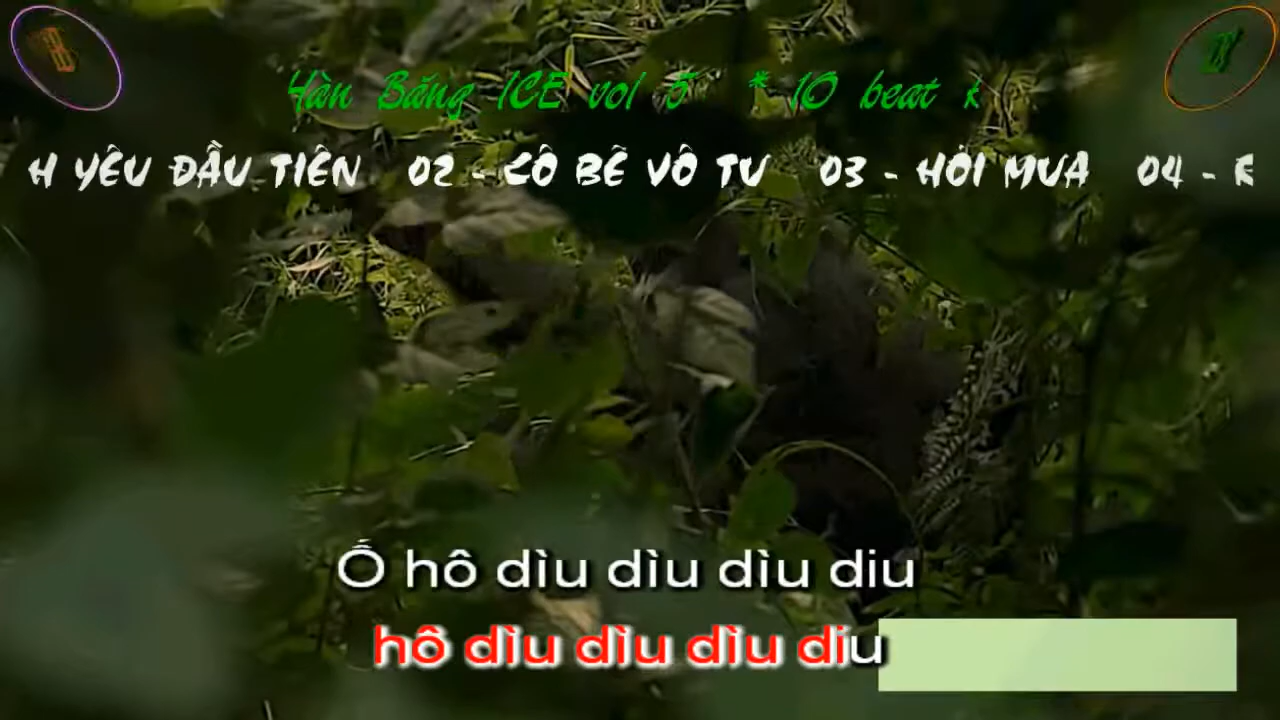 Hàn Băng ICE vol 5 * 10 beat k
H YÊU ĐẦU TIÊN 02 - CÔ BÉ VÔ TƯ 03 - HỎI MƯA 04 -
Ố hô dìu dìu dìu diu
hô dìu dìu dìu diu